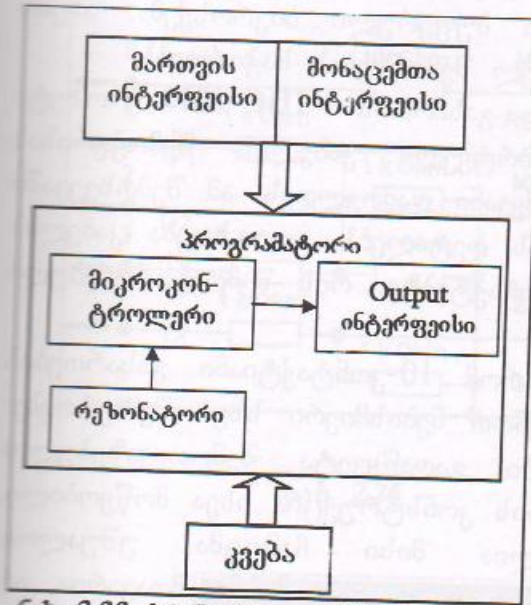 მართვის
ინტერფეისი
მონაცემთა
ინტერფეისი
პროგრამატორი
მიკროკონ-
ტროლერი
Output
ინტერფეისი
რეზონატორი
კვება